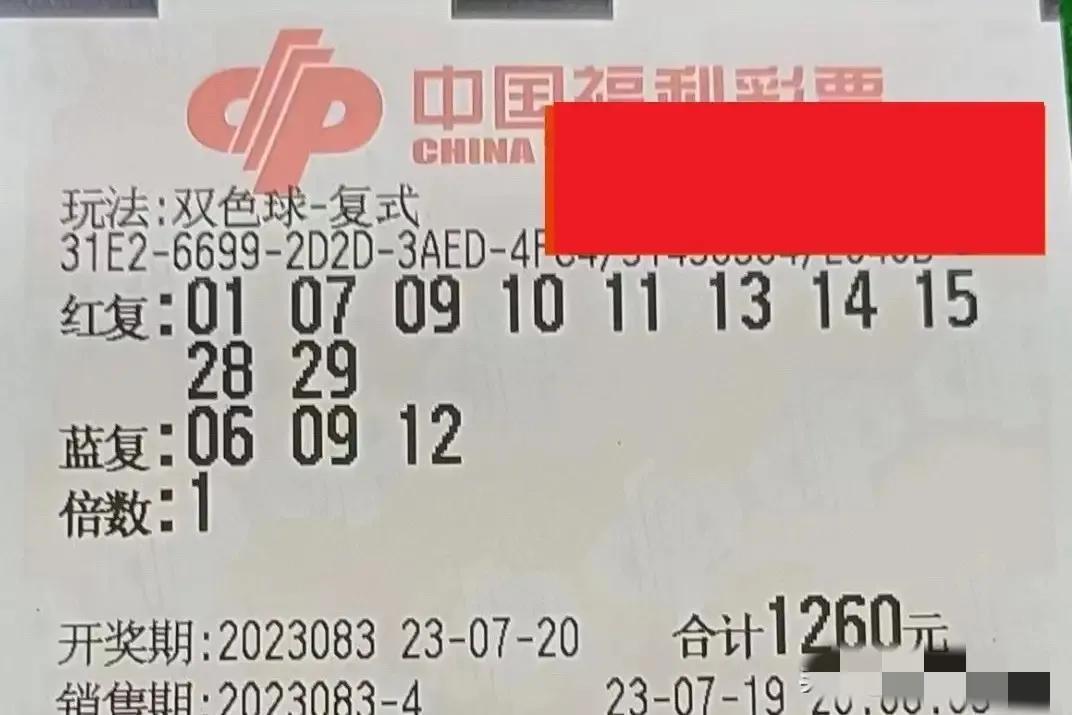 中国福利彩票
CHINA
玩法:双色球-复式
31E2-6699-2D2D-3AED-4
红复:01 07 09 10 11 13 14 15
28 29
蓝复:06 09 12
倍数:1
开奖期:2023083 23-07-20 合计1260元
销售期:2023083-4 23-07-19